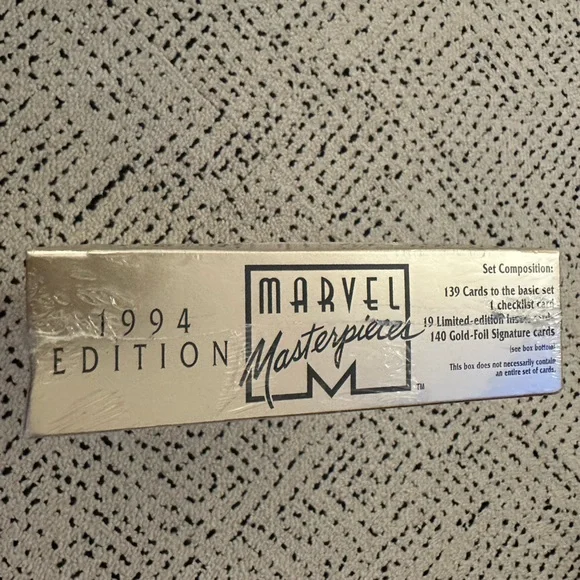 1994
EDITION
MARVEL
Masterpieces
M
TM
Set Composition:
139 Cards to the basic set
1 checklist card
19 Limited-edition cards
140 Gold-Foil Signature cards
(see box bottom)
This box does not necessarily contain
an entire set of cards.